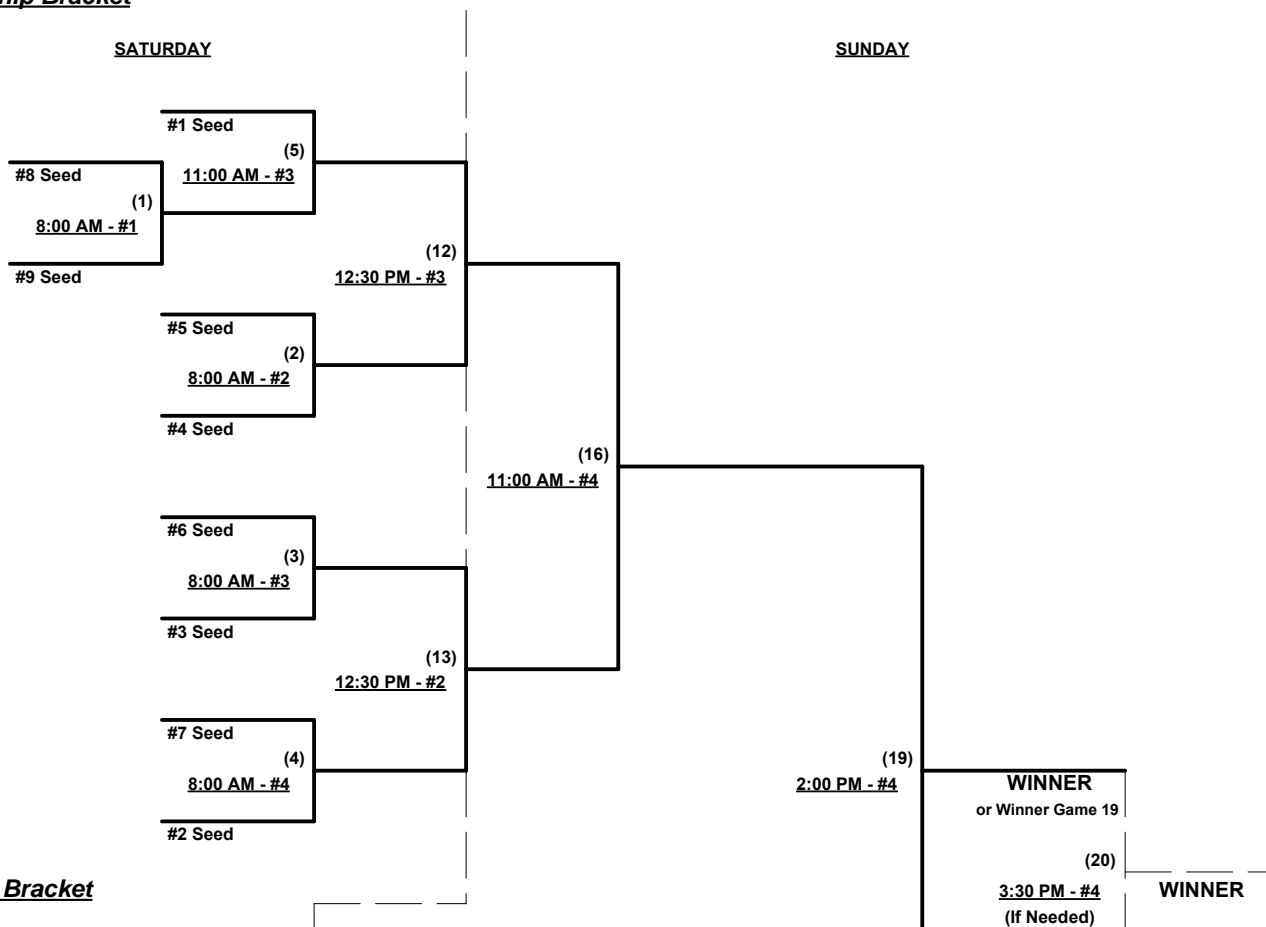 Bracket
SATURDAY
SUNDAY
#1 Seed
(5)
11:00 AM - #3
#8 Seed
(1)
8:00 AM - #1
#9 Seed
(12)
12:30 PM - #3
#5 Seed
(2)
8:00 AM - #2
#4 Seed
(16)
11:00 AM - #4
#6 Seed
(3)
8:00 AM - #3
#3 Seed
(13)
12:30 PM - #2
#7 Seed
(4)
8:00 AM - #4
#2 Seed
(19)
2:00 PM - #4
WINNER
or Winner Game 19
(20)
3:30 PM - #4
(If Needed)
WINNER
Bracket